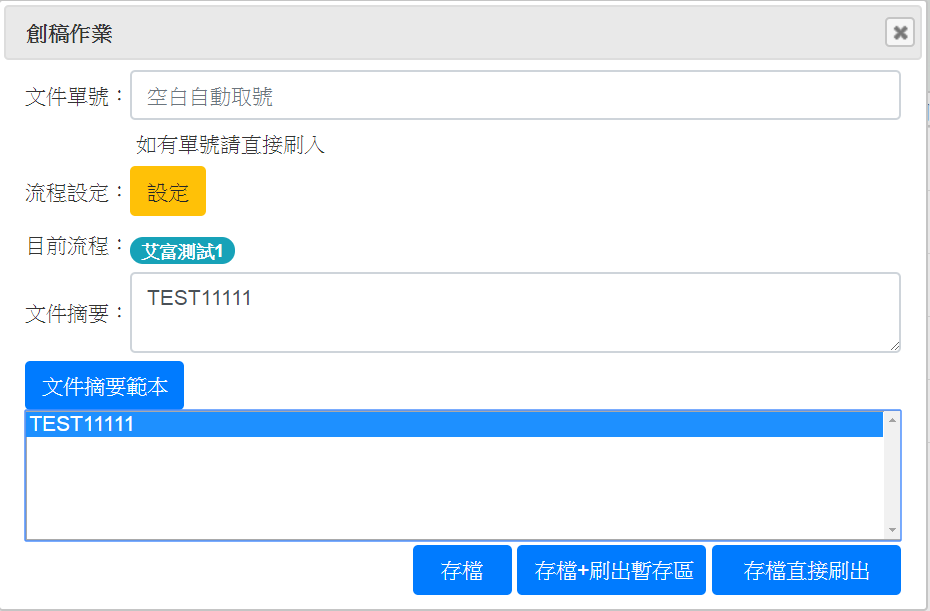 創稿作業
文件單號： 空白自動取號
如有單號請直接刷入
流程設定： 設定
目前流程： 艾富測試1
文件摘要： TEST11111
文件摘要範本
TEST11111
存檔 存檔+刷出暫存區 存檔直接刷出